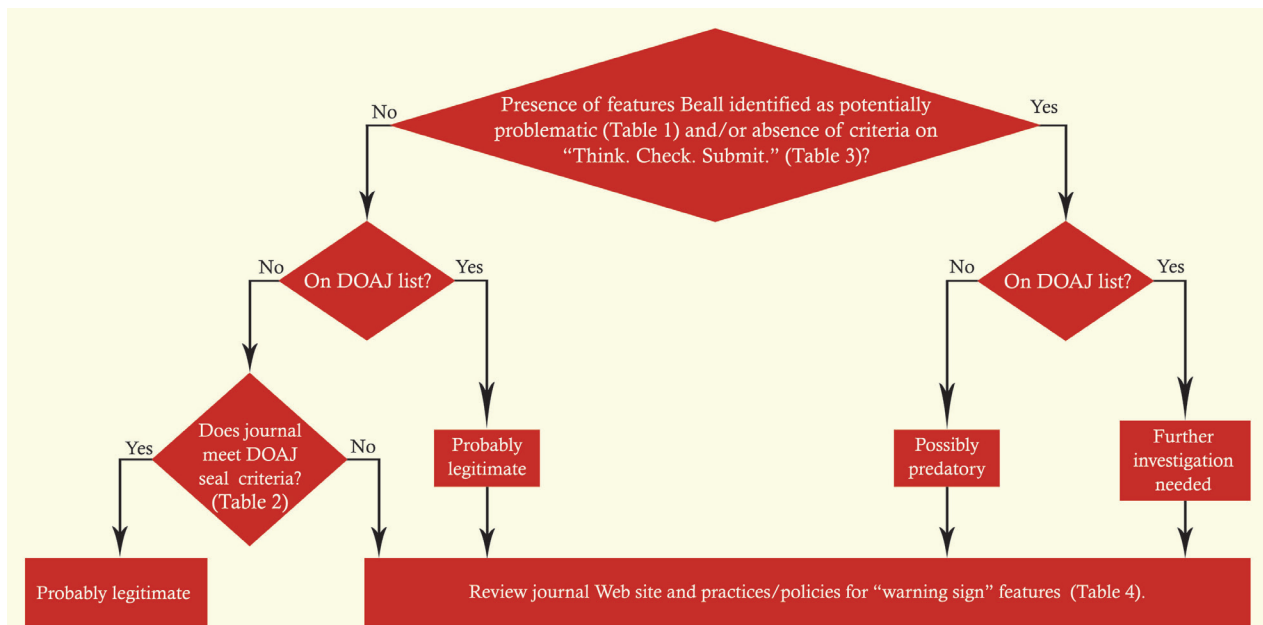 No
Presence of features Beall identified as potentially
problematic (Table 1) and/or absence of criteria on
“Think. Check. Submit.” (Table 3)?
Yes
No
On DOAJ list?
Yes
No
On DOAJ list?
Yes
Yes
Does journal
meet DOAJ
seal criteria?
(Table 2)
No
Probably
legitimate
Possibly
predatory
Further
investigation
needed
Probably legitimate
Review journal Web site and practices/policies for “warning sign” features (Table 4).